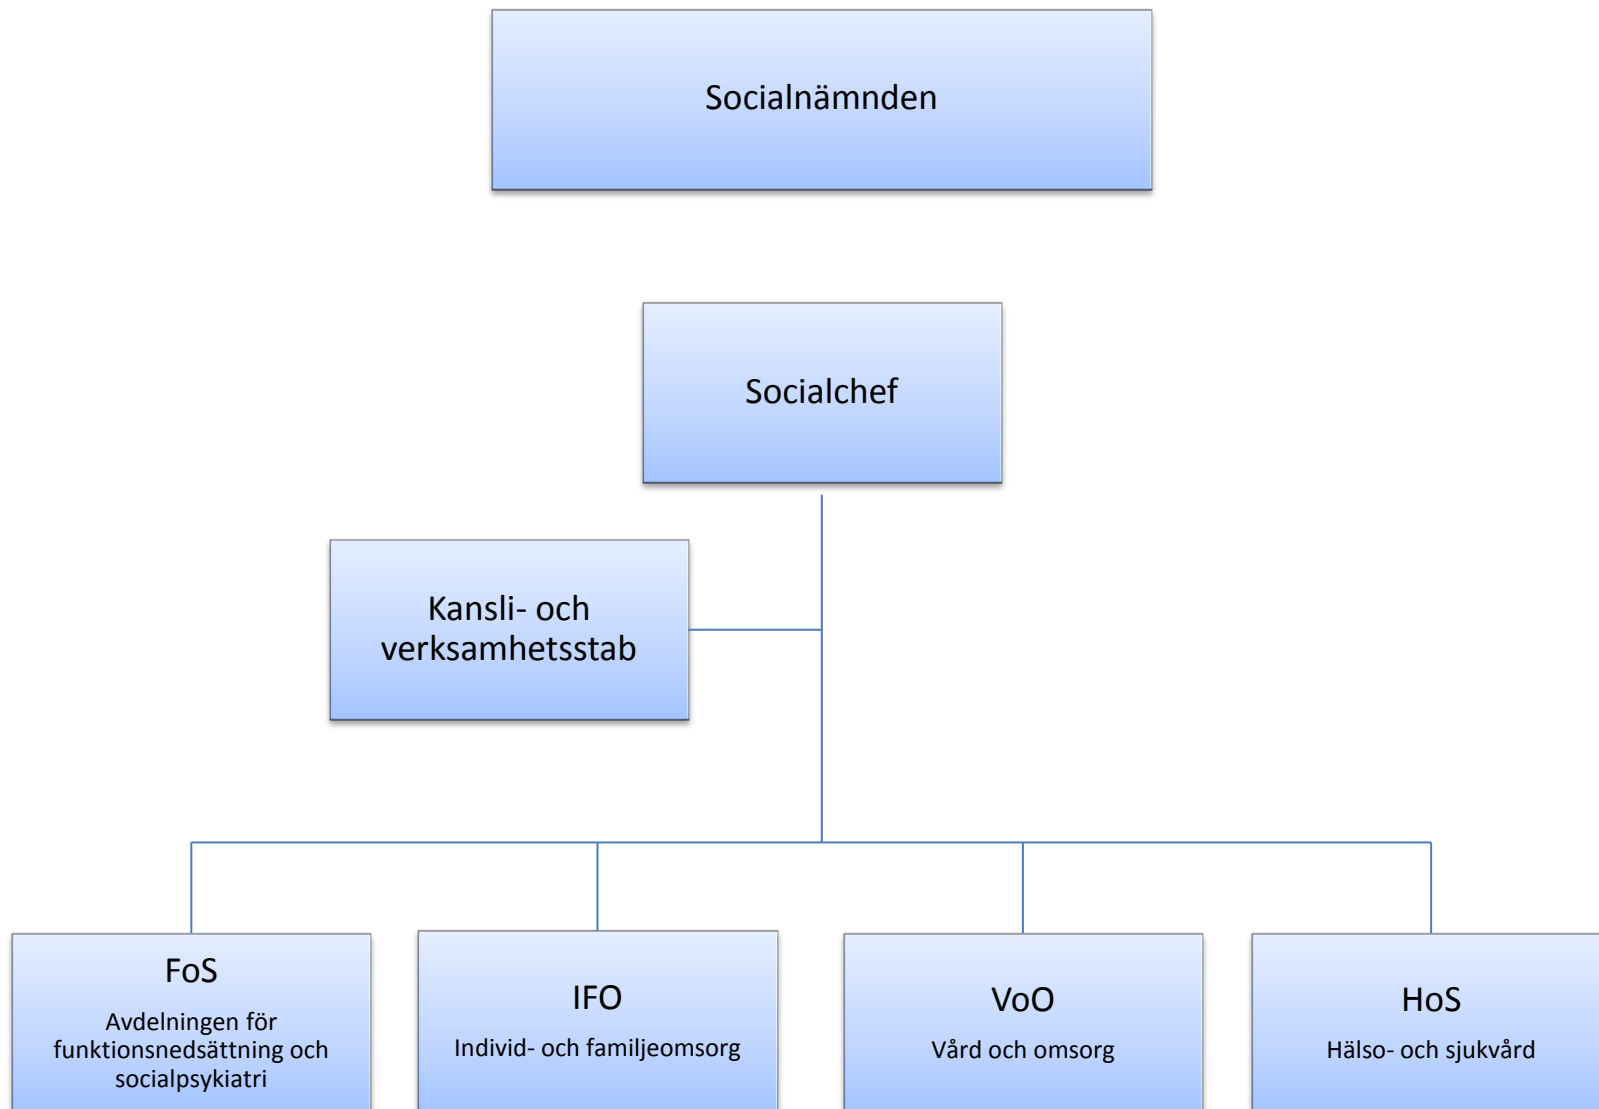 Socialnämnden
Socialchef
Kansli- och
verksamhetsstab
FoS
Avdelningen för
funktionsnedsättning och
socialpsykiatri
IFO
Individ- och familjeomsorg
VoO
Vård och omsorg
HoS
Hälso- och sjukvård